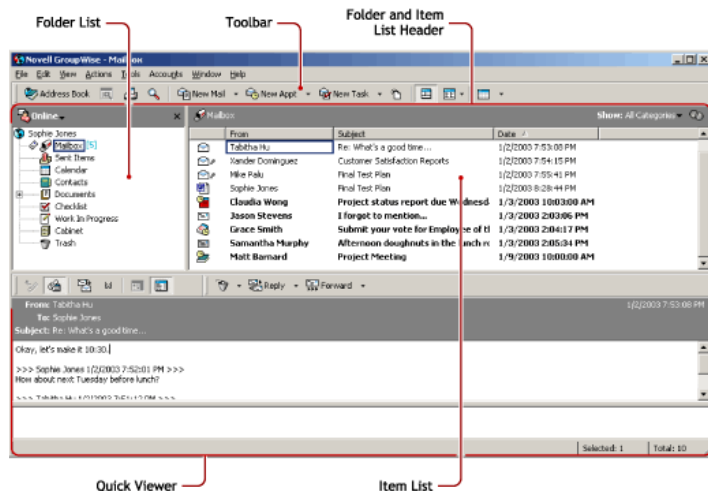 Folder List
Toolbar
Folder and Item
List Header
Novell GroupWise - Mailbox
File Edit View Actions Tools Accounts Window Help
Address Book New Mail New Appt New Task
Online Mailbox Show: All Categories
Sophie Jones
Mailbox [5]
Sent Items
Calendar
Contacts
Documents
Checklist
Work In Progress
Cabinet
Trash
From Subject Date
Tabitha Hu Re: What's a good time... 1/2/2003 7:53:08 PM
Xander Dominguez Customer Satisfaction Reports 1/2/2003 7:54:15 PM
Mike Palu Final Test Plan 1/2/2003 7:55:41 PM
Sophie Jones Final Test Plan 1/2/2003 8:28:44 PM
Claudia Wong Project status report due Wednesd 1/3/2003 10:03:00 AM
Jason Stevens I forgot to mention... 1/3/2003 2:03:06 PM
Grace Smith Submit your vote for Employee of tl 1/3/2003 2:04:17 PM
Samantha Murphy Afternoon doughnuts in the lunch r 1/3/2003 2:05:34 PM
Matt Barnard Project Meeting 1/9/2003 10:00:00 AM
Reply Forward
From: Tabitha Hu 1/2/2003 7:53:08 PM
To: Sophie Jones
Subject: Re: What's a good time...
Okay, let's make it 10:30.
>>> Sophie Jones 1/2/2003 7:52:01 PM >>>
How about next Tuesday before lunch?
>>> Tabitha Hu 1/2/2003 7:51:12 PM >>>
Selected: 1 Total: 10
Quick Viewer
Item List